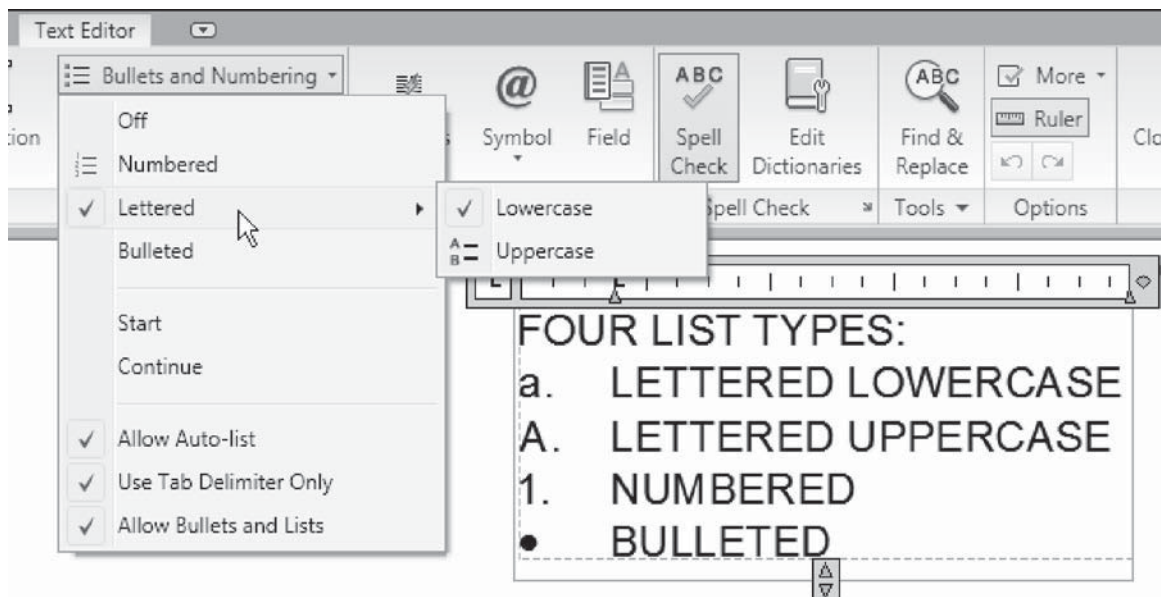 Text Editor
Bullets and Numbering
Off
Numbered
Lettered
Bulleted
Start
Continue
Allow Auto-list
Use Tab Delimiter Only
Allow Bullets and Lists
Lowercase
Uppercase
Symbol
Field
ABC
Spell
Check
Edit
Dictionaries
Spell Check
ABC
Find &
Replace
Tools
More
Ruler
Options
FOUR LIST TYPES:
a. LETTERED LOWERCASE
A. LETTERED UPPERCASE
1. NUMBERED
• BULLETED